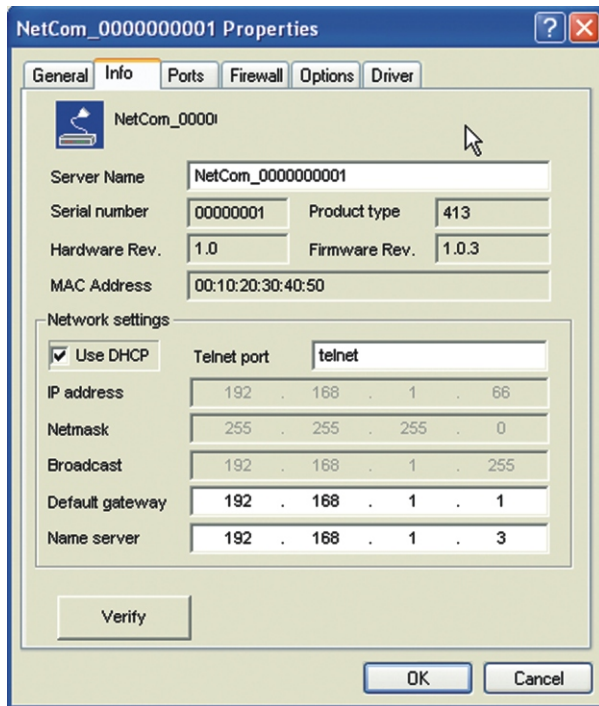 NetCom_0000000001 Properties
General Info Ports Firewall Options Driver
NetCom_0000
Server Name NetCom_0000000001
Serial number 00000001 Product type 413
Hardware Rev. 1.0 Firmware Rev. 1.0.3
MAC Address 00:10:20:30:40:50
Network settings
Use DHCP Telnet port telnet
IP address 192 . 168 . 1 . 66
Netmask 255 . 255 . 255 . 0
Broadcast 192 . 168 . 1 . 255
Default gateway 192 . 168 . 1 . 1
Name server 192 . 168 . 1 . 3
Verify
OK Cancel